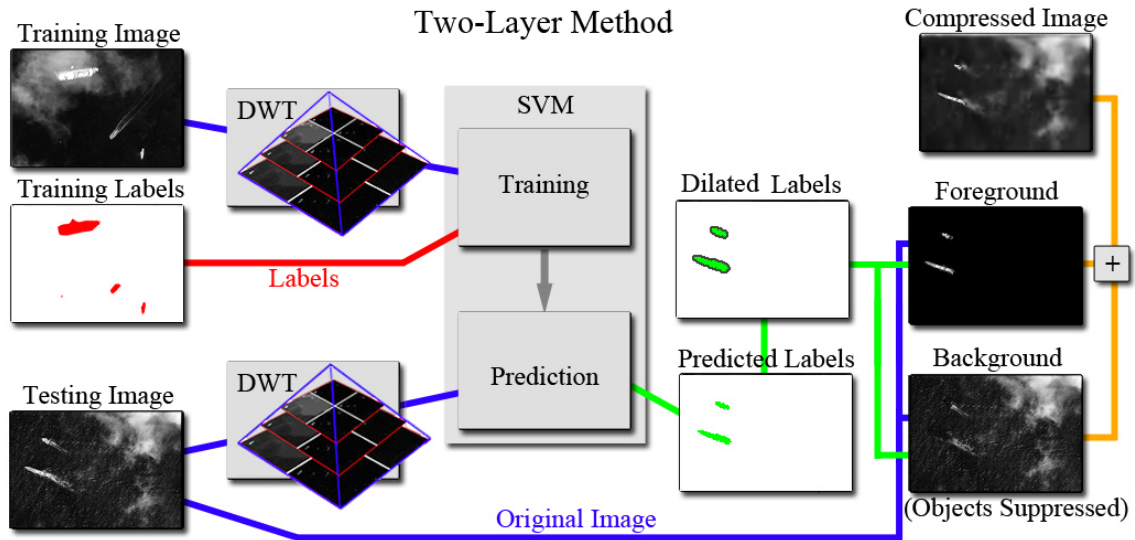 Two-Layer Method
Training Image
Compressed Image
DWT
SVM
Training
Training Labels
Dilated Labels
Foreground
Labels
+
DWT
Prediction
Predicted Labels
Background
Testing Image
Original Image
(Objects Suppressed)